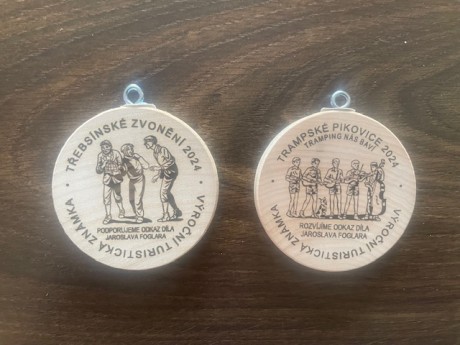 TŘEBSÍNSKÉ ZVONĚNÍ 2024
PODPORUJEME ODKAZ DÍLA
JAROSLAVA FOGLARA
VÝROČNÍ TURISTICKÁ ZNÁMKA
TRAMPSKÉ PIKOVICE 2024
TRAMPING NÁS BAVÍ
ROZVÍJÍME ODKAZ DÍLA
JAROSLAVA FOGLARA
VÝROČNÍ TURISTICKÁ ZNÁMKA